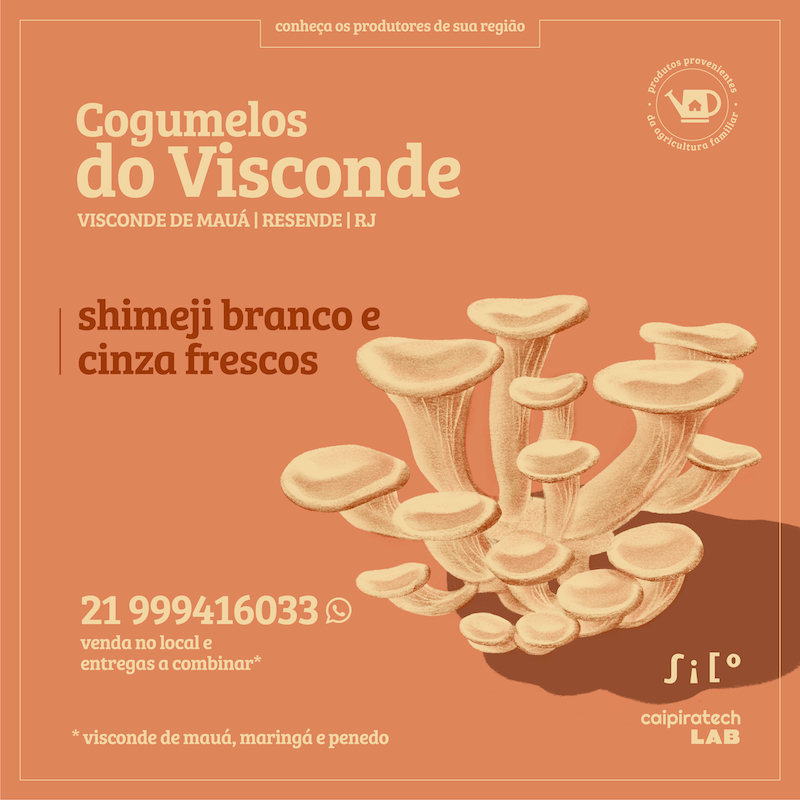 conheça os produtores de sua região
produtos provenientes
da agricultura familiar
Cogumelos
do Visconde
VISCONDE DE MAUÁ | RESENDE | RJ
shimeji branco e
cinza frescos
21 999416033
venda no local e
entregas a combinar*
silo
caipiratech
LAB
* visconde de mauá, maringá e penedo